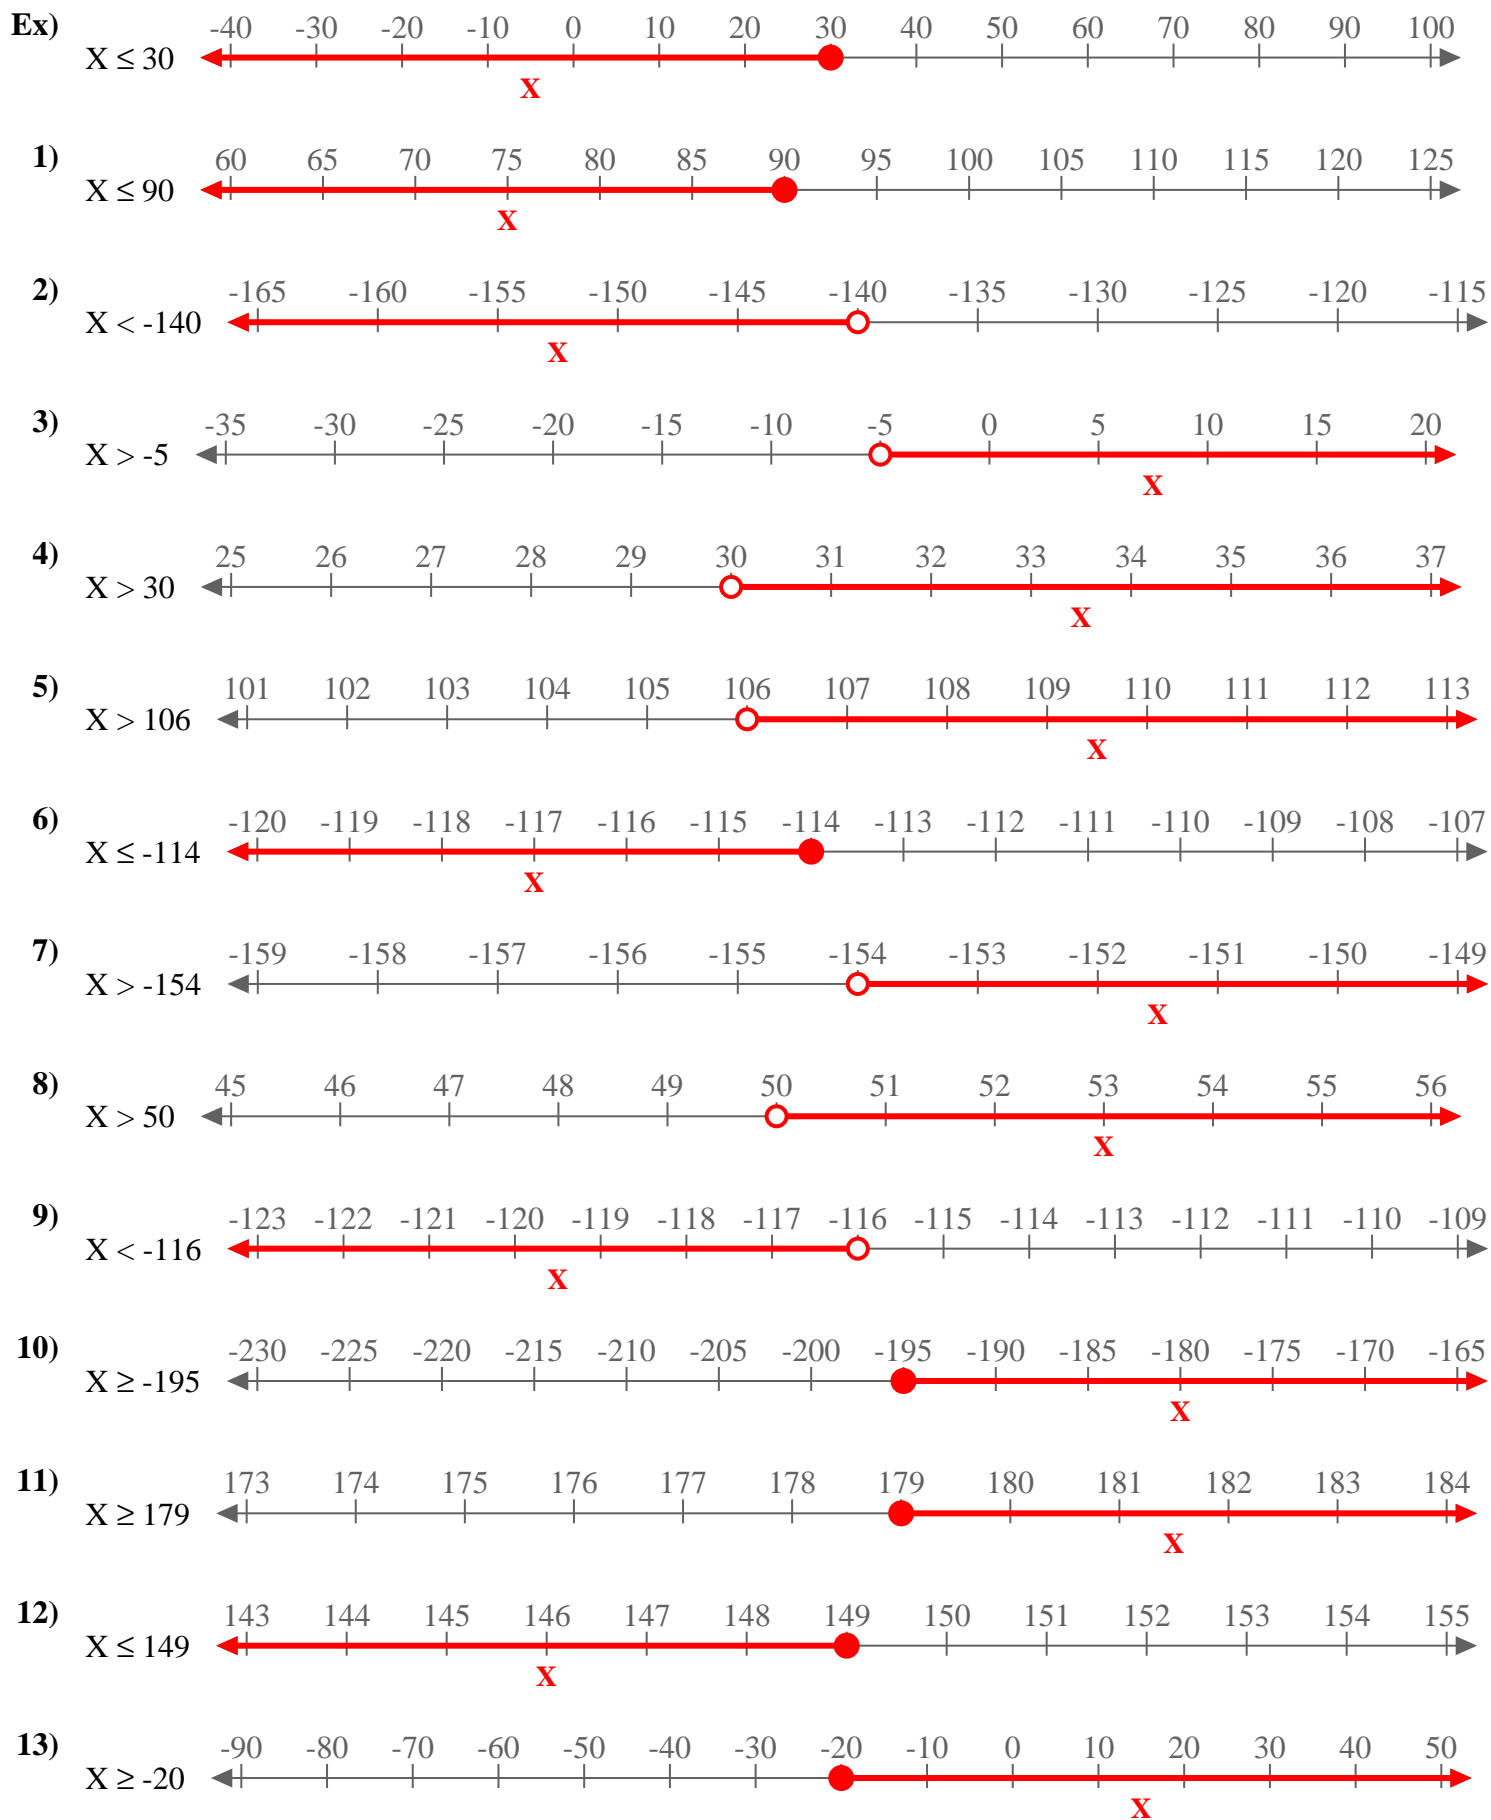 Ex) -40 -30 -20 -10 0 10 20 30 40 50 60 70 80 90 100
X ≤ 30
X
1) 60 65 70 75 80 85 90 95 100 105 110 115 120 125
X ≤ 90
X
2) -165 -160 -155 -150 -145 -140 -135 -130 -125 -120 -115
X < -140
X
3) -35 -30 -25 -20 -15 -10 -5 0 5 10 15 20
X > -5
X
4) 25 26 27 28 29 30 31 32 33 34 35 36 37
X > 30
X
5) 101 102 103 104 105 106 107 108 109 110 111 112 113
X > 106
X
6) -120 -119 -118 -117 -116 -115 -114 -113 -112 -111 -110 -109 -108 -107
X ≤ -114
X
7) -159 -158 -157 -156 -155 -154 -153 -152 -151 -150 -149
X > -154
X
8) 45 46 47 48 49 50 51 52 53 54 55 56
X > 50
X
9) -123 -122 -121 -120 -119 -118 -117 -116 -115 -114 -113 -112 -111 -110 -109
X < -116
X
10) -230 -225 -220 -215 -210 -205 -200 -195 -190 -185 -180 -175 -170 -165
X ≥ -195
X
11) 173 174 175 176 177 178 179 180 181 182 183 184
X ≥ 179
X
12) 143 144 145 146 147 148 149 150 151 152 153 154 155
X ≤ 149
X
13) -90 -80 -70 -60 -50 -40 -30 -20 -10 0 10 20 30 40 50
X ≥ -20
X